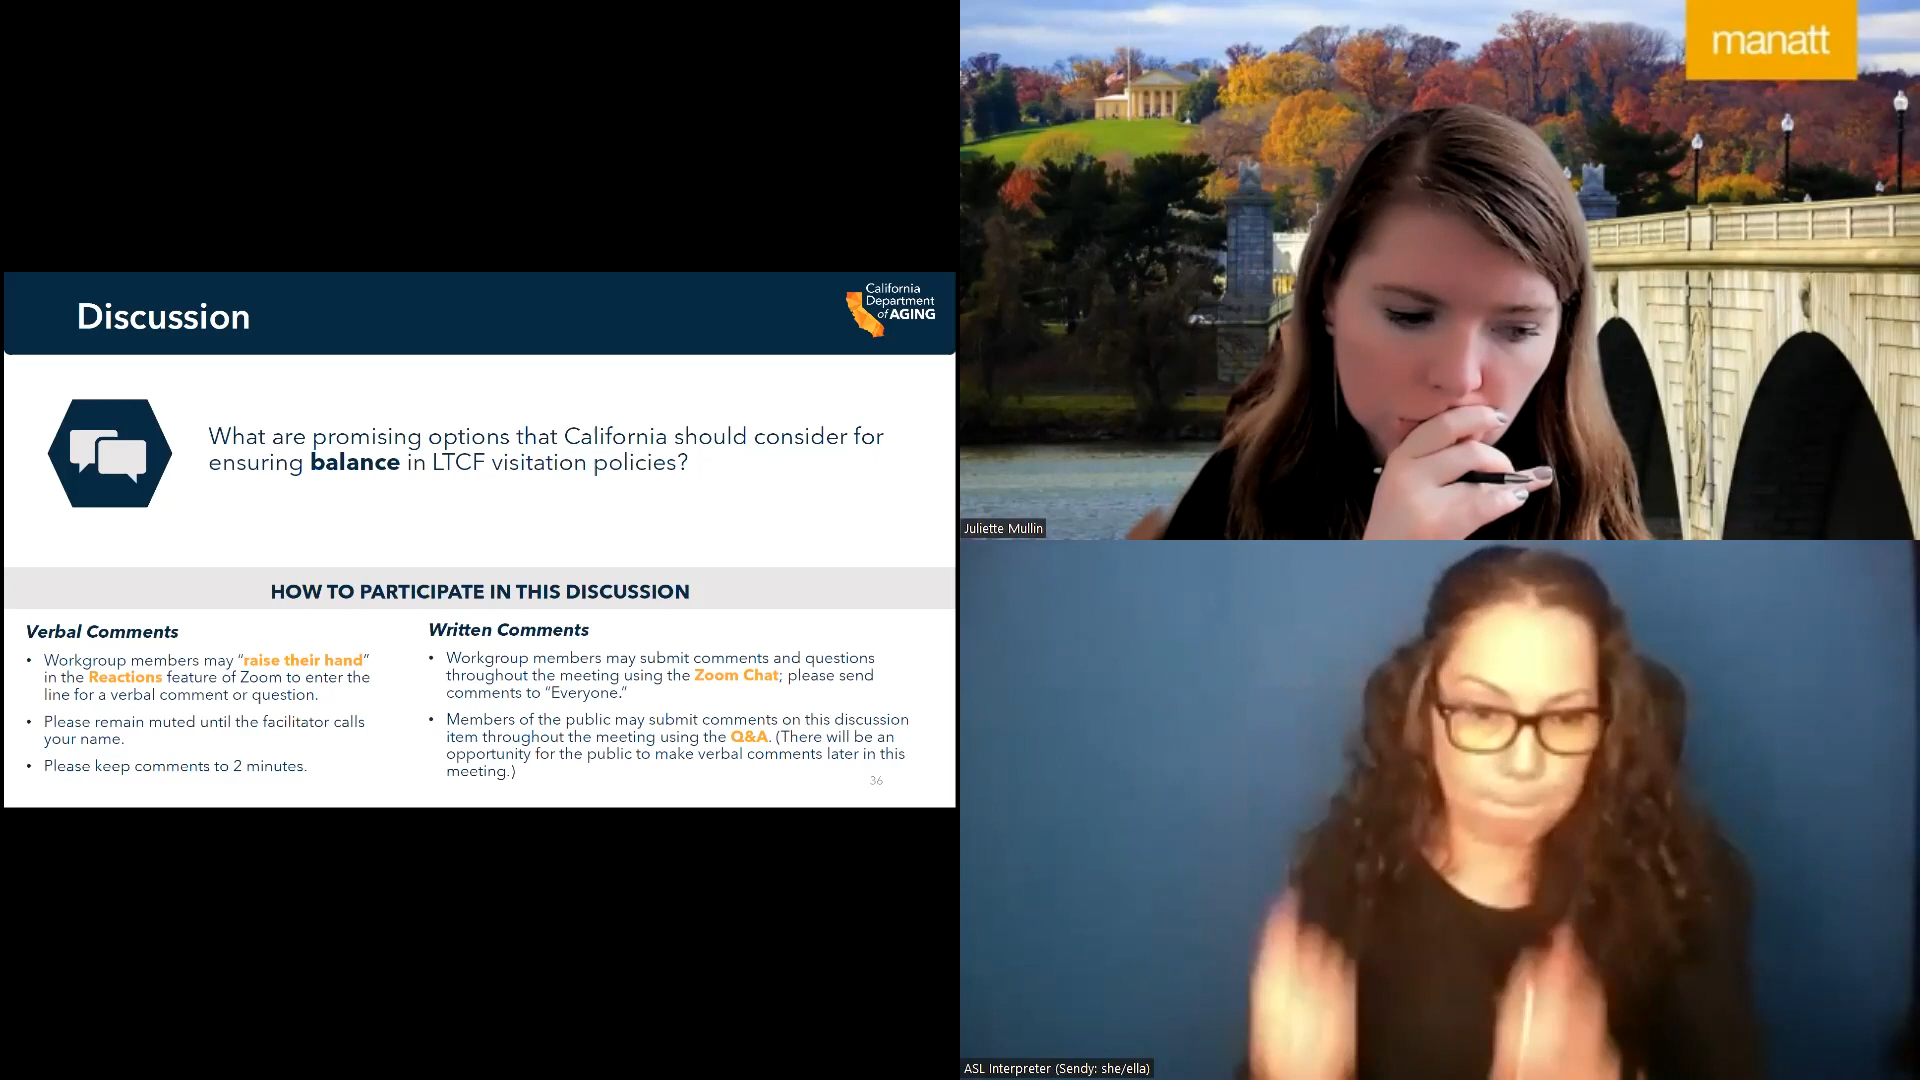 Discussion
California
Department
of AGING
What are promising options that California should consider for
ensuring balance in LTCF visitation policies?
HOW TO PARTICIPATE IN THIS DISCUSSION
Verbal Comments
• Workgroup members may “raise their hand”
in the Reactions feature of Zoom to enter the
line for a verbal comment or question.
• Please remain muted until the facilitator calls
your name.
• Please keep comments to 2 minutes.
Written Comments
• Workgroup members may submit comments and questions
throughout the meeting using the Zoom Chat; please send
comments to “Everyone.”
• Members of the public may submit comments on this discussion
item throughout the meeting using the Q&A. (There will be an
opportunity for the public to make verbal comments later in this
meeting.)
36
manatt
Juliette Mullin
ASL Interpreter (Sendy: she/ella)